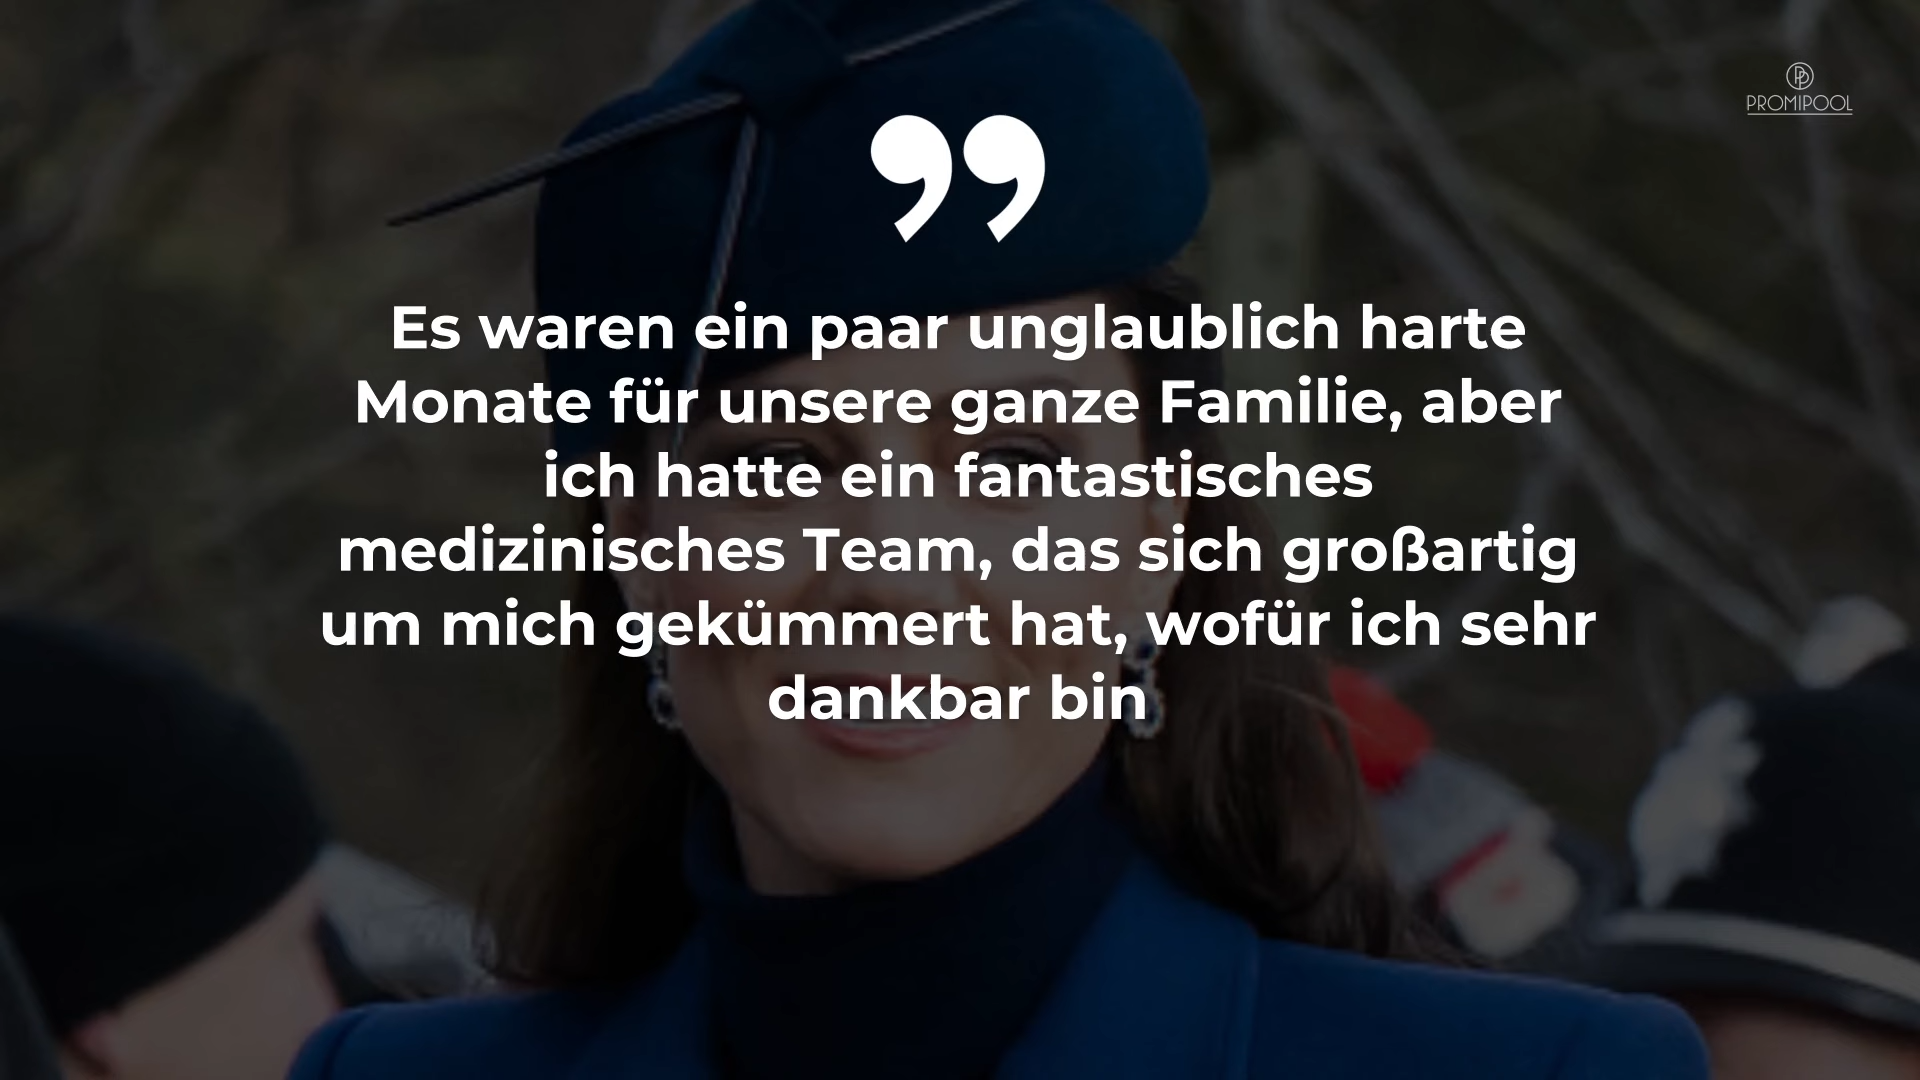 PROMIPOOL
”
Es waren ein paar unglaublich harte
Monate für unsere ganze Familie, aber
ich hatte ein fantastisches
medizinisches Team, das sich großartig
um mich gekümmert hat, wofür ich sehr
dankbar bin